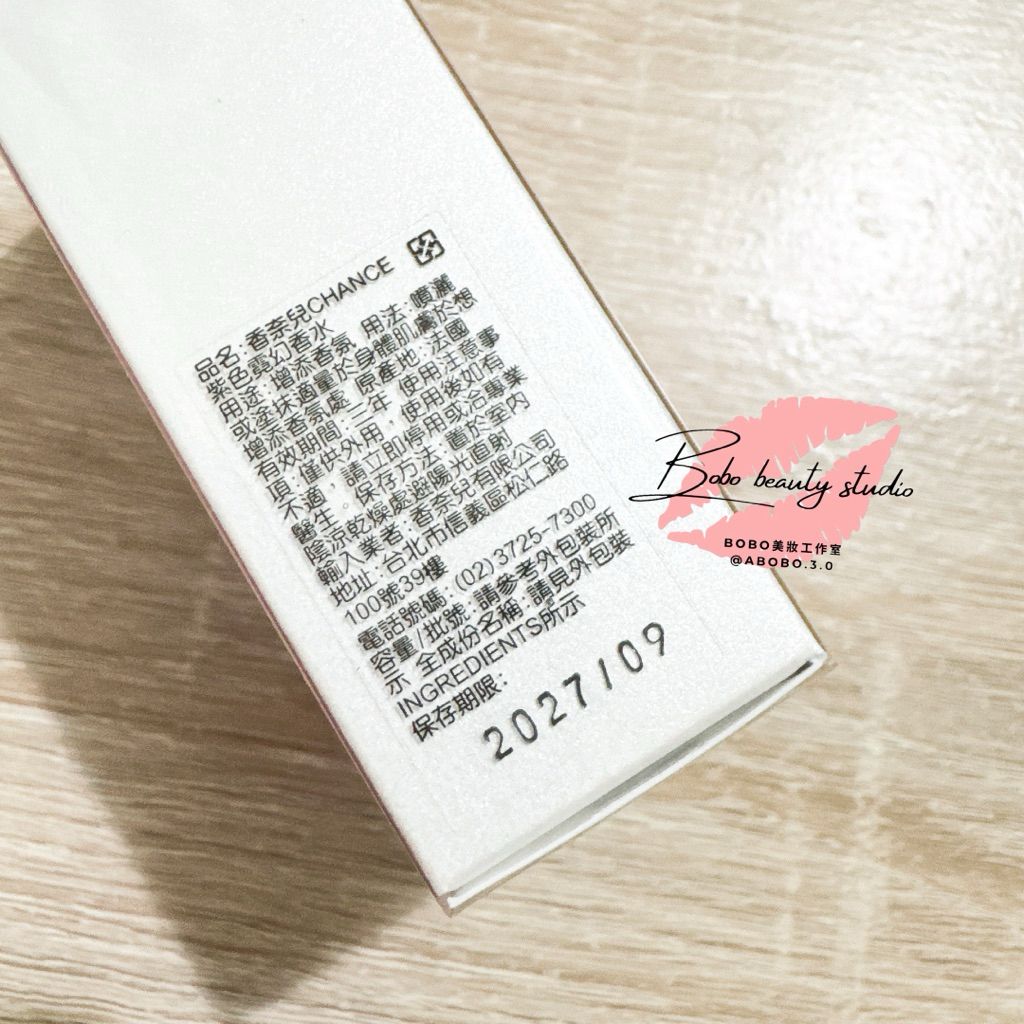 品名:香奈兒CHANCE
紫色霓幻香水
用途:增添香氣 用法:噴灑
或塗抹適量於身體肌膚於想
增添香氣處 原產地:法國
有效期間:三年 使用注意事
項:僅供外用,使用後如有
不適,請立即停用或洽專業
醫生。保存方法:置於室內
陰涼乾燥處避陽光直射
輸入業者:香奈兒有限公司
地址:台北市信義區松仁路
100號39樓
電話號碼:(02)3725-7300
容量/批號:請參考外包裝所
示 全成份名稱:請見外包裝
INGREDIENTS所示
保存期限:
2027/09
Bobo beauty studio
BOBO美妝工作室
@ABOBO.3.0